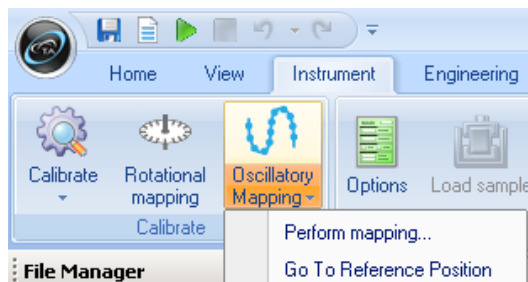 TA
Home View Instrument Engineering
Calibrate Rotational mapping Oscillatory Mapping Options Load sample
Calibrate
Perform mapping...
File Manager Go To Reference Position